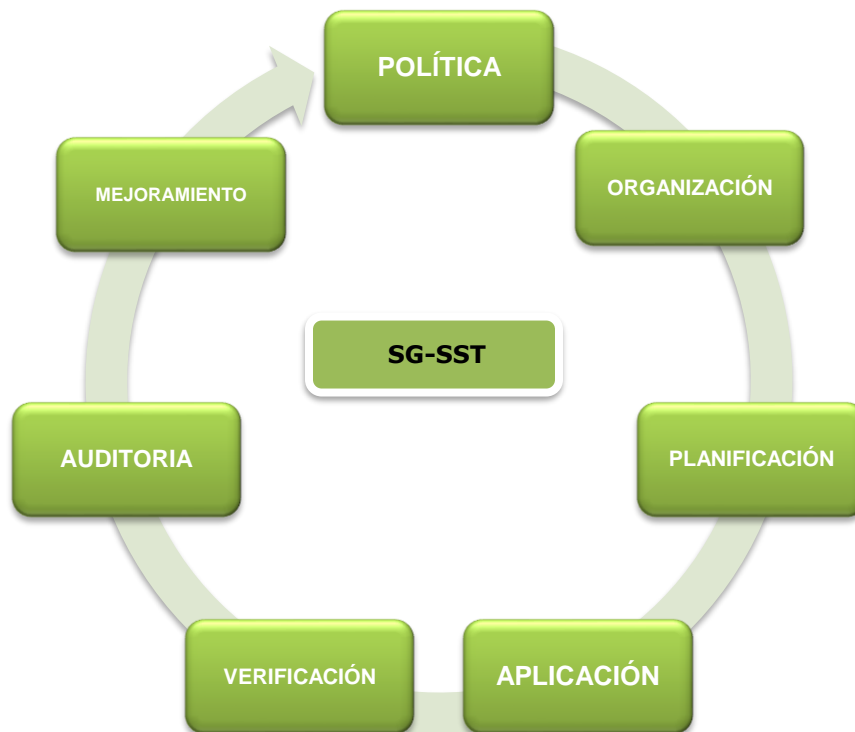 POLÍTICA
ORGANIZACIÓN
PLANIFICACIÓN
APLICACIÓN
VERIFICACIÓN
AUDITORIA
MEJORAMIENTO
SG-SST